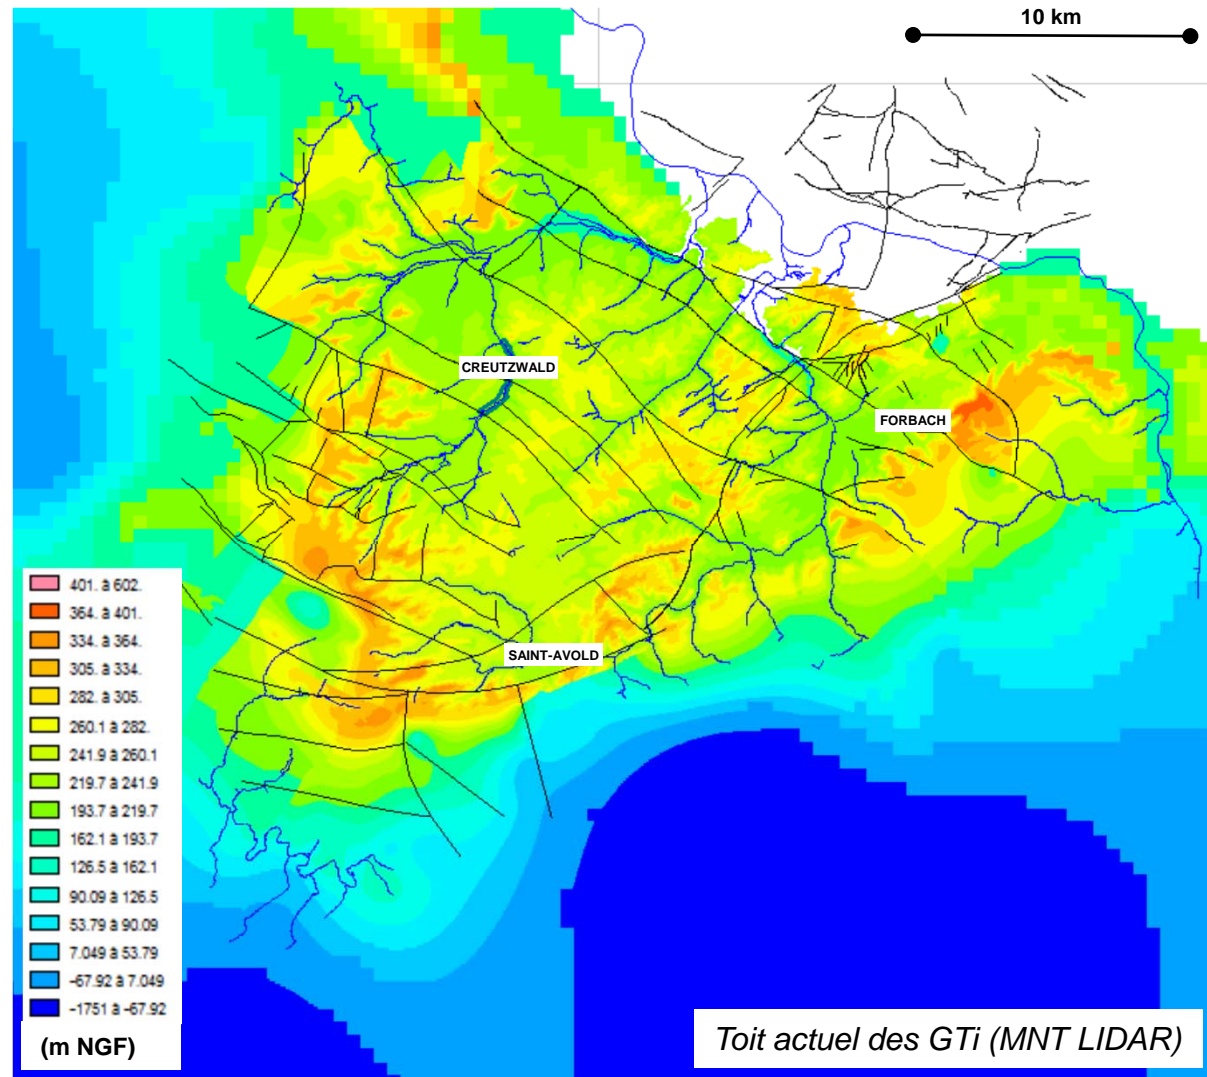 10 km
CREUTZWALD
FORBACH
SAINT-AVOLD
401. à 602.
364. à 401.
334. à 364.
305. à 334.
282. à 305.
260.1 à 282.
241.9 à 260.1
219.7 à 241.9
193.7 à 219.7
162.1 à 193.7
126.5 à 162.1
90.09 à 126.5
53.79 à 90.09
7.049 à 53.79
-67.92 à 7.049
-1751 à -67.92
(m NGF)
Toit actuel des GTi (MNT LIDAR)